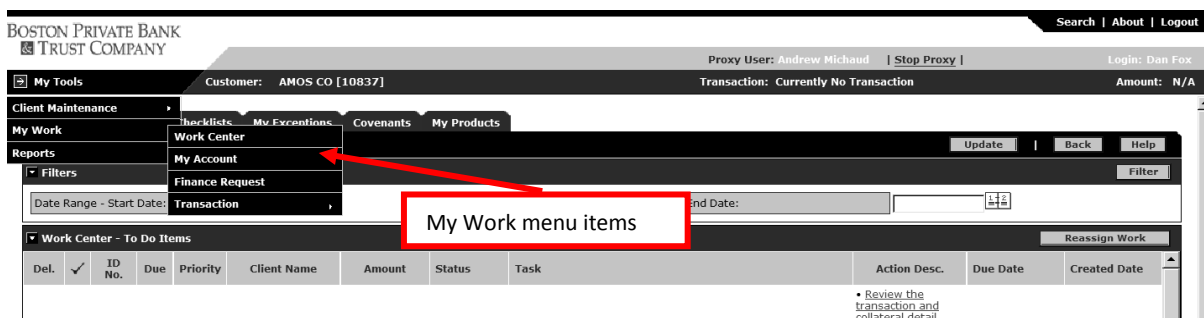 Search | About | Logout
BOSTON PRIVATE BANK
& TRUST COMPANY
Proxy User: Andrew Michaud | Stop Proxy |
Login: Dan Fox
My Tools
Customer: AMOS CO [10837]
Transaction: Currently No Transaction
Amount: N/A
Client Maintenance
My Work
Reports
Checklists My Exceptions Covenants My Products
Work Center
My Account
Finance Request
Transaction
Update | Back Help
Filters
Filter
Date Range - Start Date:
End Date:
My Work menu items
Work Center - To Do Items
Reassign Work
Del. ID No. Due Priority Client Name Amount Status Task Action Desc. Due Date Created Date
• Review the
transaction and
collateral detail